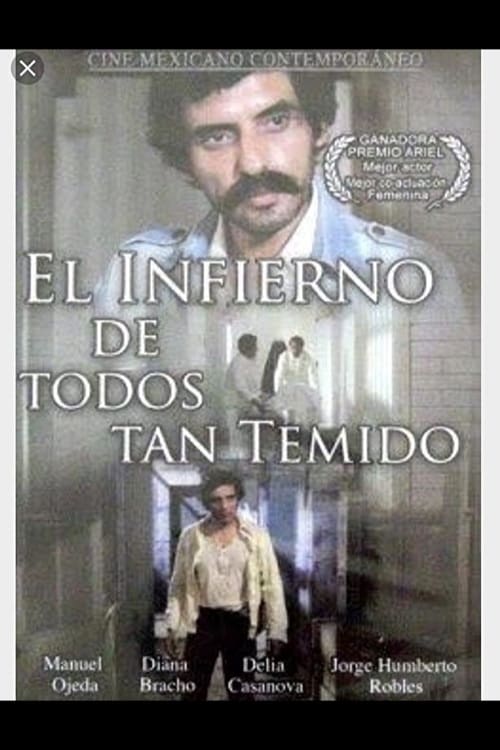 CINE MEXICANO CONTEMPORÁNEO
GANADORA
PREMIO ARIEL
Mejor actor
Mejor co-actuación
Femenina
EL INFIERNO
DE
TODOS
TAN TEMIDO
Manuel Ojeda
Diana Bracho
Delia Casanova
Jorge Humberto Robles